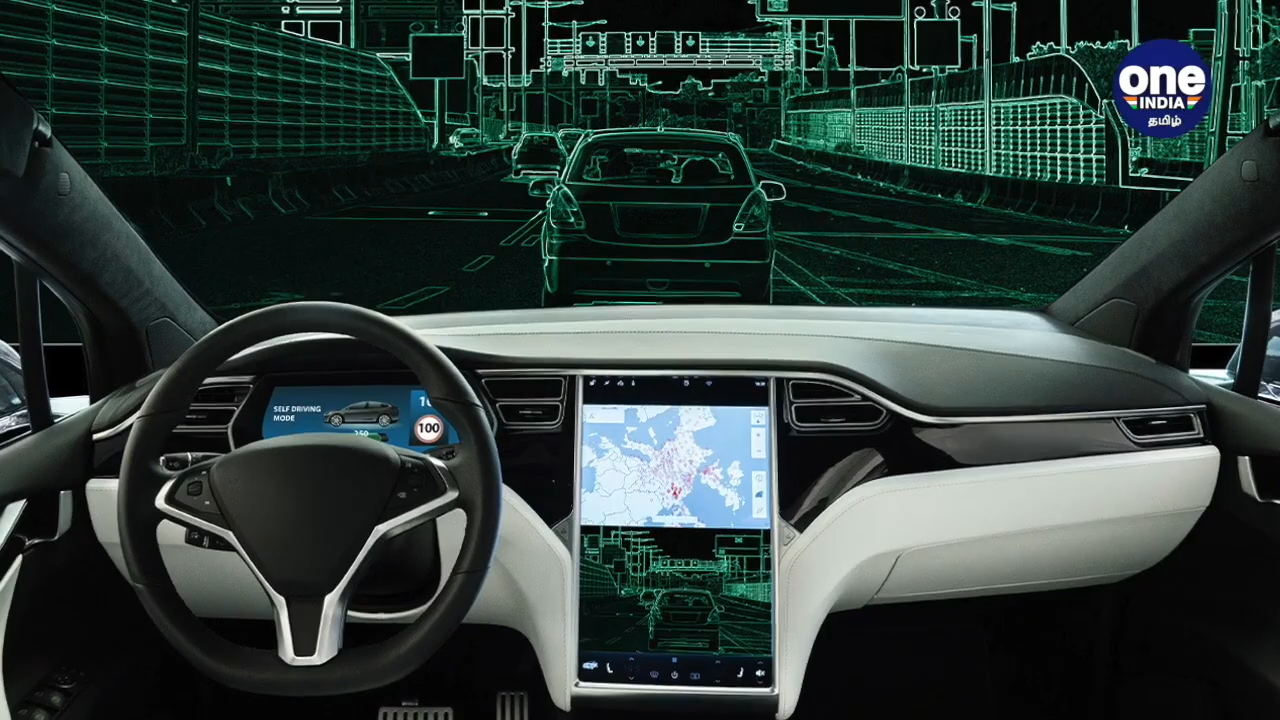 one
INDIA
தமிழ்
SELF DRIVING
MODE
100